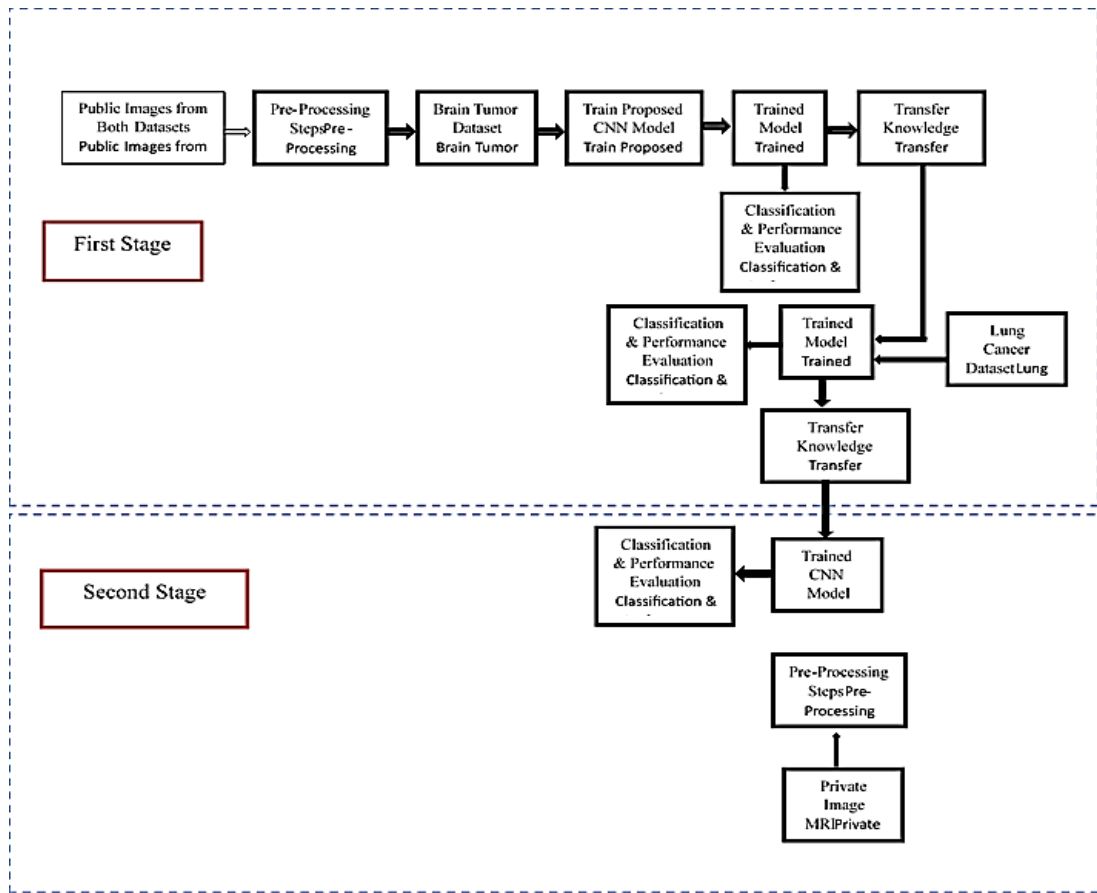 Public Images from
Both Datasets
Public Images from
Pre-Processing
StepsPre-
Processing
Brain Tumor
Dataset
Brain Tumor
Train Proposed
CNN Model
Train Proposed
Trained
Model
Trained
Transfer
Knowledge
Transfer
Classification
& Performance
Evaluation
Classification &
First Stage
Classification
& Performance
Evaluation
Classification &
Trained
Model
Trained
Lung
Cancer
DatasetLung
Transfer
Knowledge
Transfer
Classification
& Performance
Evaluation
Classification &
Trained
CNN
Model
Second Stage
Pre-Processing
StepsPre-
Processing
Private
Image
MRIPrivate